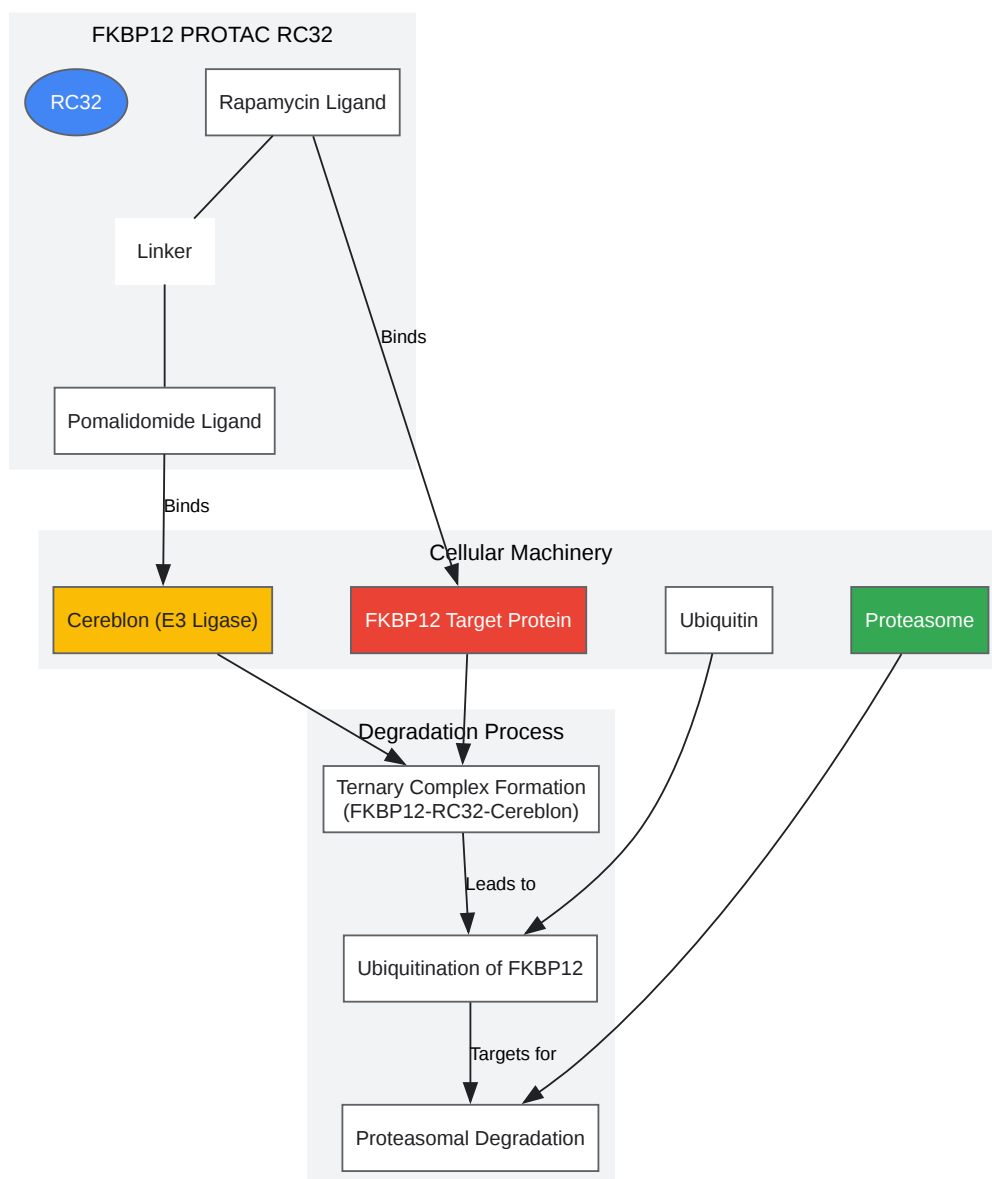 FKBP12 PROTAC RC32
RC32
Rapamycin Ligand
Linker
Binds
Pomalidomide Ligand
Binds
Cellular Machinery
Cereblon (E3 Ligase)
FKBP12 Target Protein
Ubiquitin
Proteasome
Degradation Process
Ternary Complex Formation
(FKBP12-RC32-Cereblon)
Leads to
Ubiquitination of FKBP12
Targets for
Proteasomal Degradation